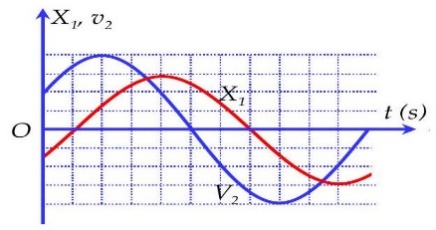 X₁, v₂
X₁
t (s)
O
V₂